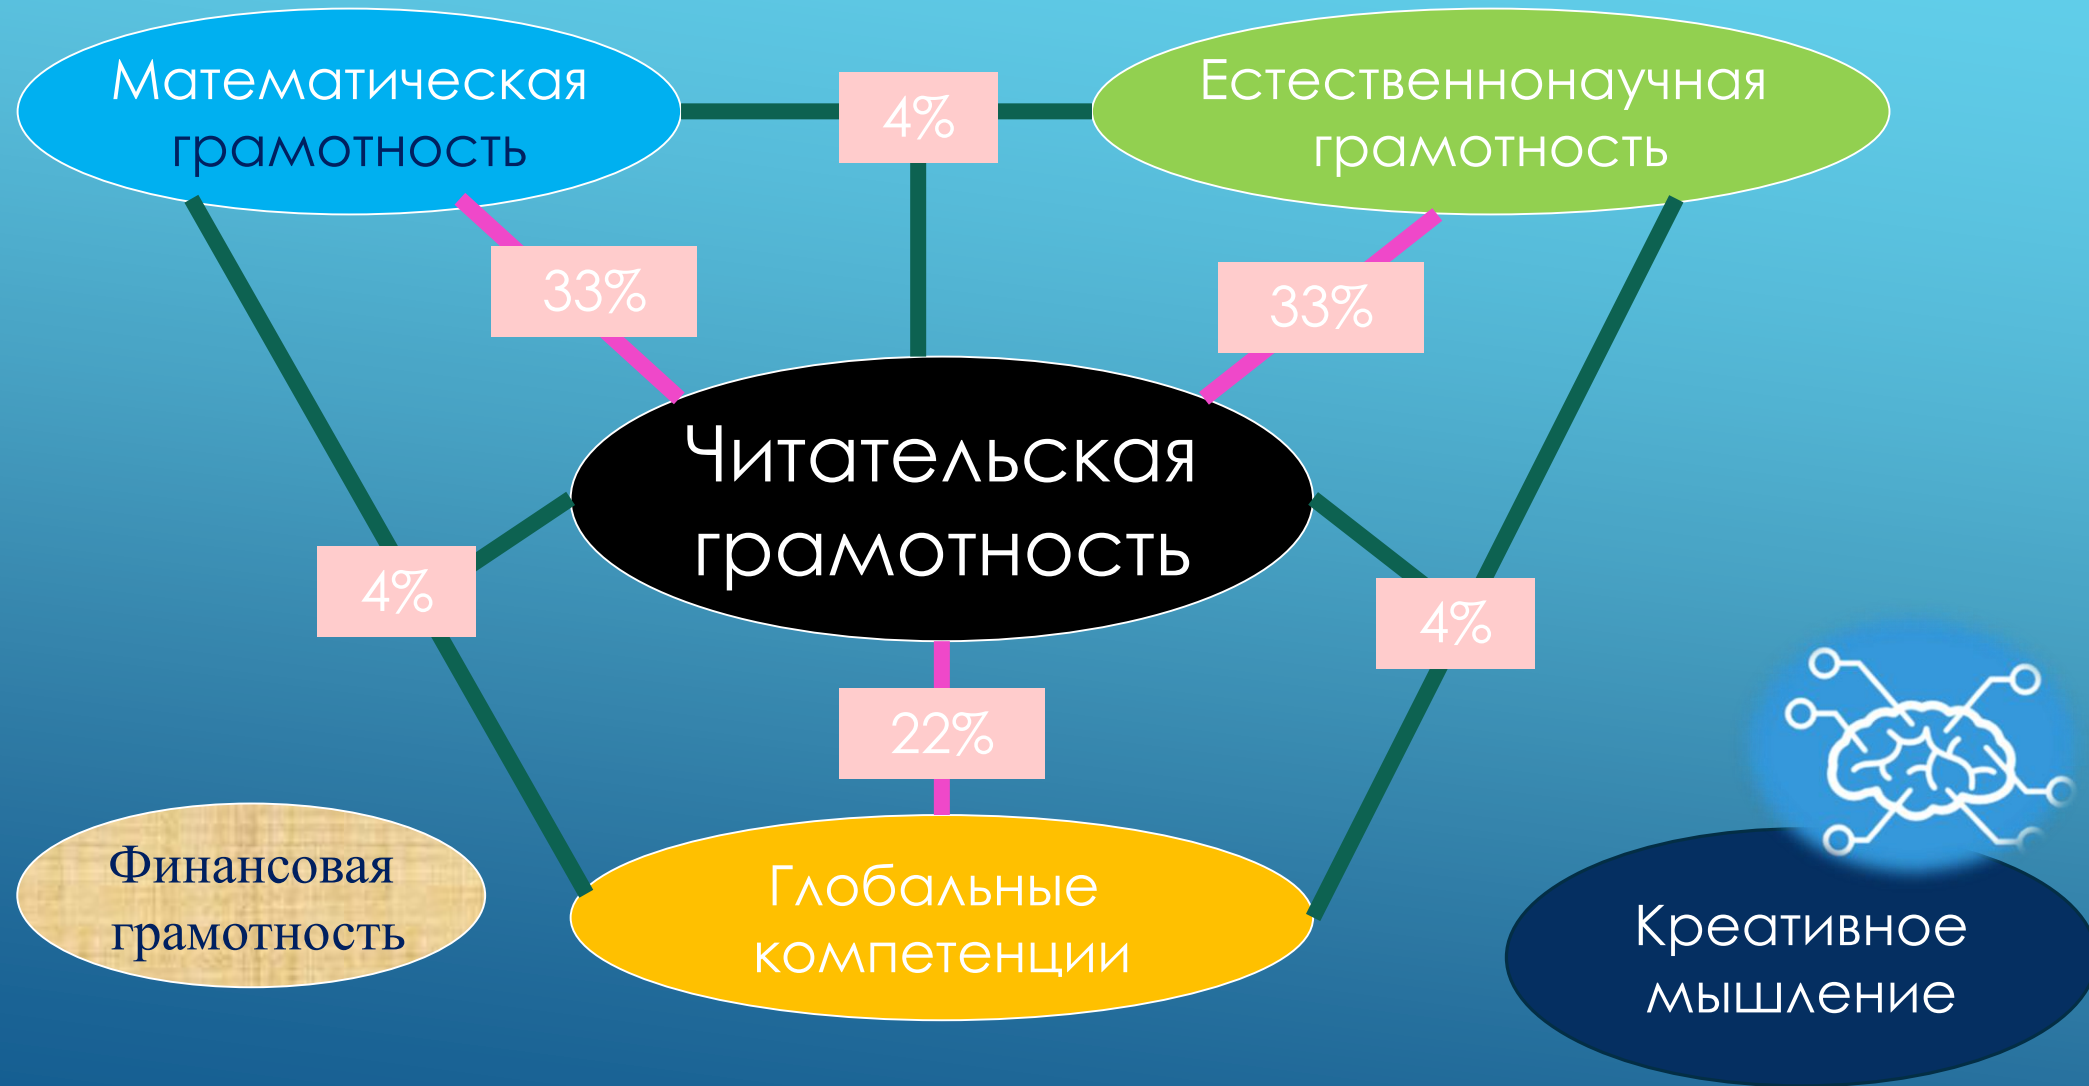 Математическая
грамотность
4%
Естественнонаучная
грамотность
33%
33%
Читательская
грамотность
4%
4%
22%
Финансовая
грамотность
Глобальные
компетенции
Креативное
мышление